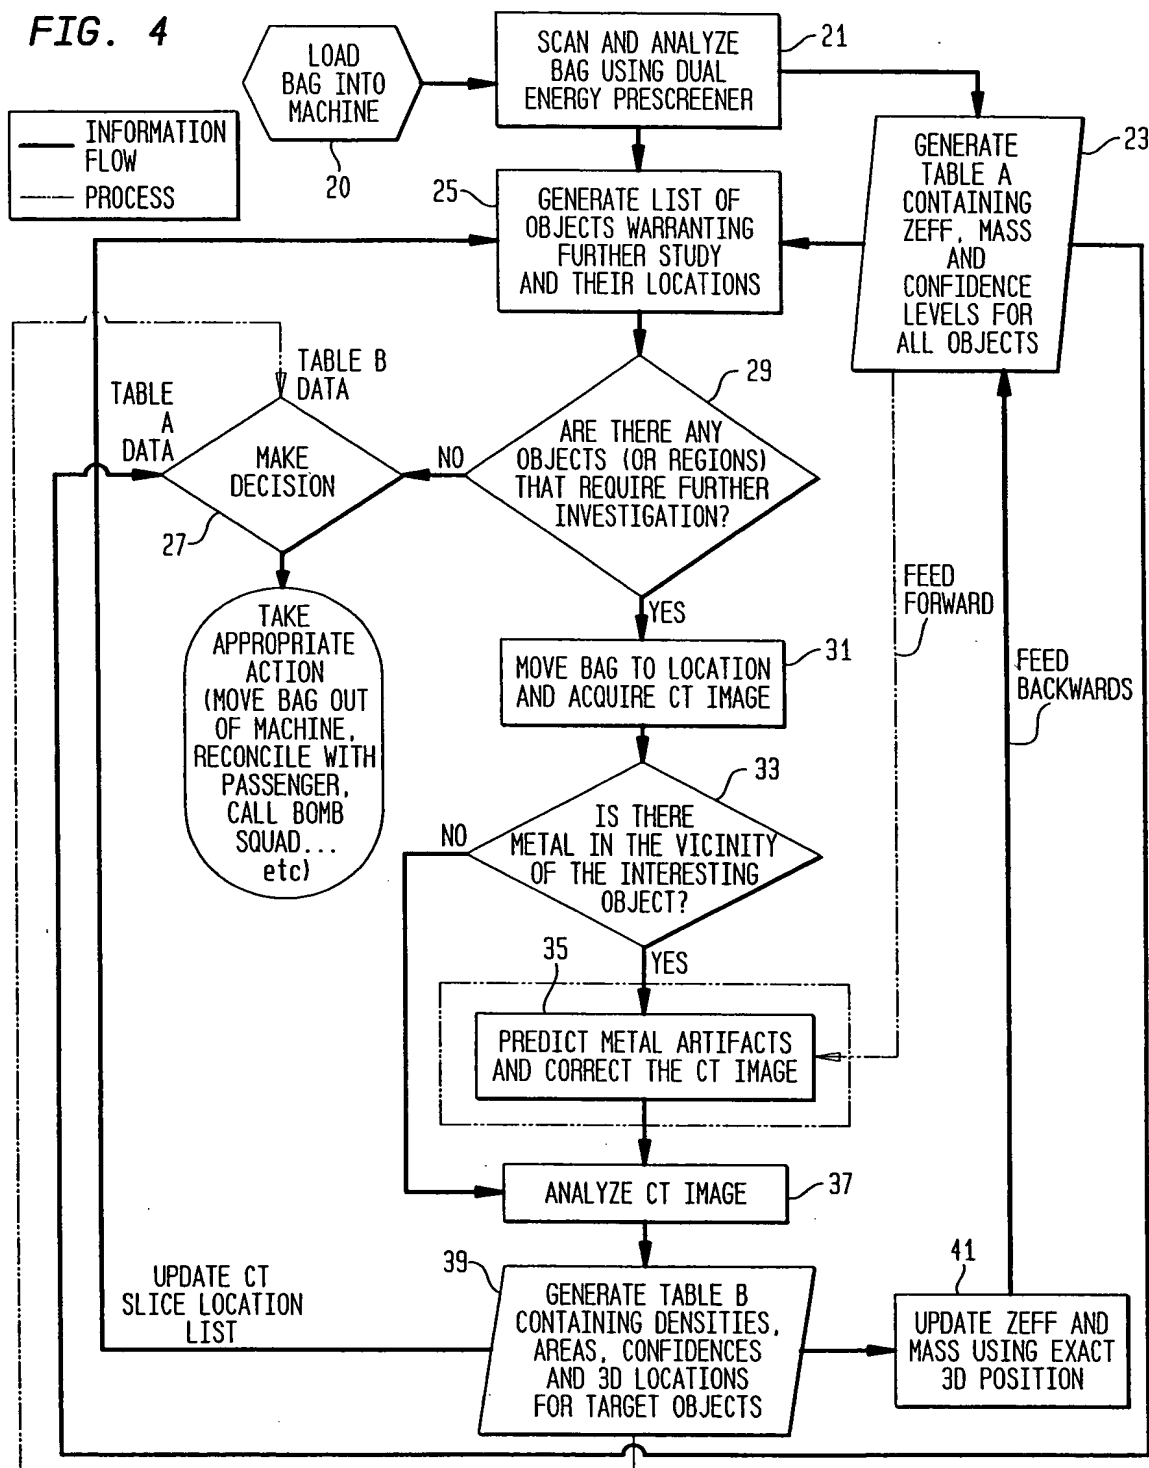 FIG. 4
LOAD
BAG INTO
MACHINE
20
SCAN AND ANALYZE
BAG USING DUAL
ENERGY PRESCREENER
21
INFORMATION
FLOW
PROCESS
GENERATE
TABLE A
CONTAINING
ZEFF, MASS
AND
CONFIDENCE
LEVELS FOR
ALL OBJECTS
23
25
GENERATE LIST OF
OBJECTS WARRANTING
FURTHER STUDY
AND THEIR LOCATIONS
TABLE B
DATA
TABLE
A
DATA
MAKE
DECISION
27
NO
29
ARE THERE ANY
OBJECTS (OR REGIONS)
THAT REQUIRE FURTHER
INVESTIGATION?
YES
TAKE
APPROPRIATE
ACTION
(MOVE BAG OUT
OF MACHINE,
RECONCILE WITH
PASSENGER,
CALL BOMB
SQUAD...
etc)
FEED
FORWARD
FEED
BACKWARDS
MOVE BAG TO LOCATION
AND ACQUIRE CT IMAGE
31
33
NO
IS THERE
METAL IN THE VICINITY
OF THE INTERESTING
OBJECT?
YES
35
PREDICT METAL ARTIFACTS
AND CORRECT THE CT IMAGE
ANALYZE CT IMAGE
37
UPDATE CT
SLICE LOCATION
LIST
39
GENERATE TABLE B
CONTAINING DENSITIES,
AREAS, CONFIDENCES
AND 3D LOCATIONS
FOR TARGET OBJECTS
41
UPDATE ZEFF AND
MASS USING EXACT
3D POSITION